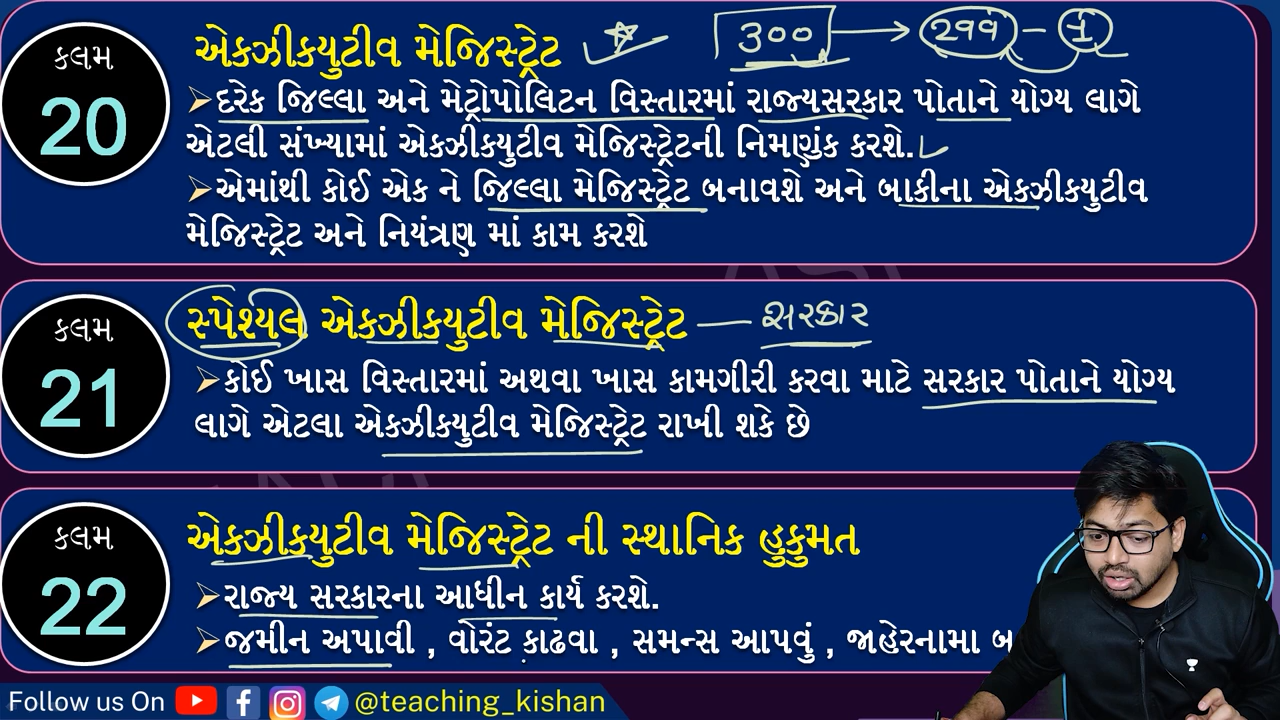 કલમ
20
એકઝીક્યુટીવ મેજિસ્ટ્રેટ
300 → 299 - 1
➤દરેક જિલ્લા અને મેટ્રોપોલિટન વિસ્તારમાં રાજ્યસરકાર પોતાને યોગ્ય લાગે
એટલી સંખ્યામાં એકઝીક્યુટીવ મેજિસ્ટ્રેટની નિમણુંક કરશે.
➤એમાંથી કોઈ એક ને જિલ્લા મેજિસ્ટ્રેટ બનાવશે અને બાકીના એકઝીક્યુટીવ
મેજિસ્ટ્રેટ અને નિયંત્રણ માં કામ કરશે
કલમ
21
સ્પેશ્યલ એકઝીક્યુટીવ મેજિસ્ટ્રેટ — સરકાર
➤કોઈ ખાસ વિસ્તારમાં અથવા ખાસ કામગીરી કરવા માટે સરકાર પોતાને યોગ્ય
લાગે એટલા એકઝીક્યુટીવ મેજિસ્ટ્રેટ રાખી શકે છે
કલમ
22
એકઝીક્યુટીવ મેજિસ્ટ્રેટ ની સ્થાનિક હુકુમત
➤રાજ્ય સરકારના આધીન કાર્ય કરશે.
➤જમીન અપાવી , વોરંટ કાઢવા , સમન્સ આપવું , જાહેરનામા
Follow us On @teaching_kishan